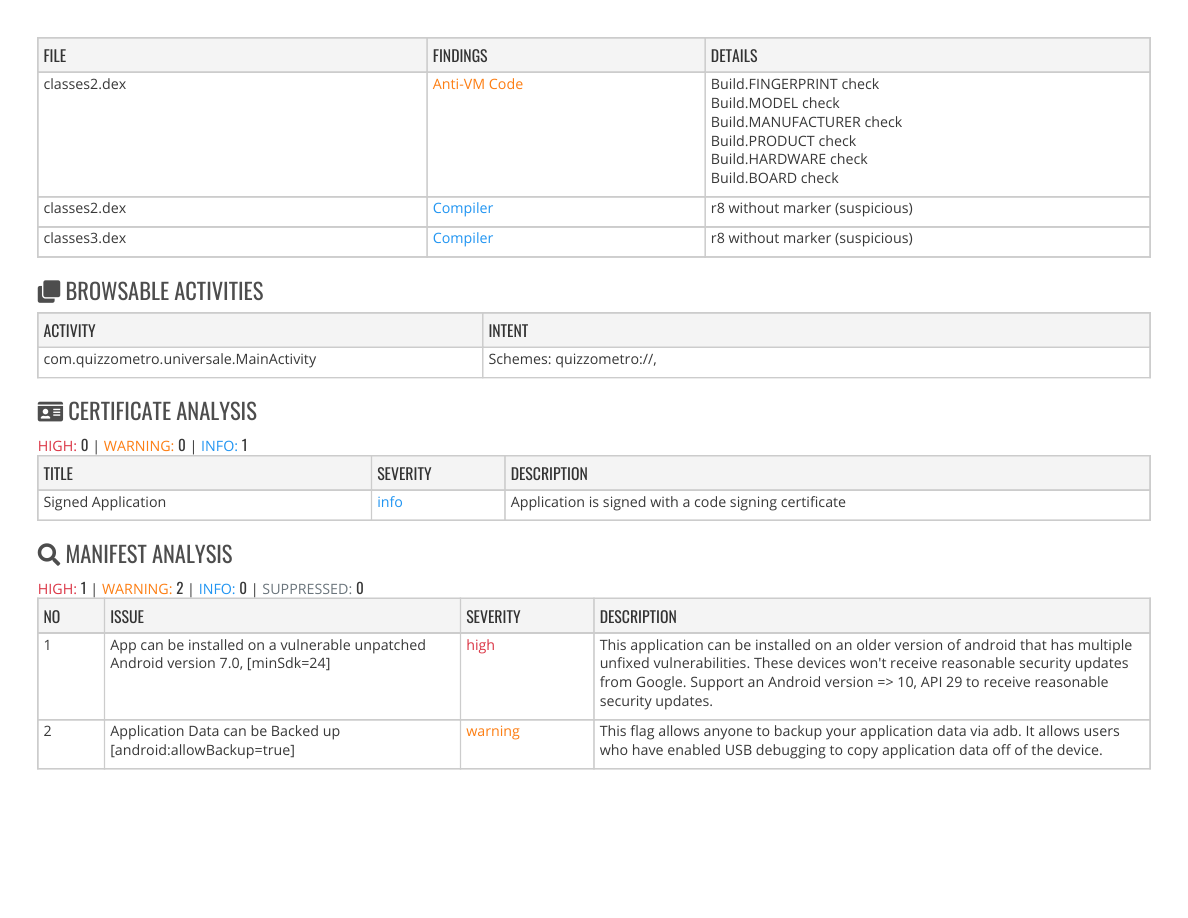 FILE FINDINGS DETAILS
classes2.dex Anti-VM Code Build.FINGERPRINT check
Build.MODEL check
Build.MANUFACTURER check
Build.PRODUCT check
Build.HARDWARE check
Build.BOARD check
classes2.dex Compiler r8 without marker (suspicious)
classes3.dex Compiler r8 without marker (suspicious)
BROWSABLE ACTIVITIES
ACTIVITY INTENT
com.quizzometro.universale.MainActivity Schemes: quizzometro://,
CERTIFICATE ANALYSIS
HIGH: 0 | WARNING: 0 | INFO: 1
TITLE SEVERITY DESCRIPTION
Signed Application info Application is signed with a code signing certificate
MANIFEST ANALYSIS
HIGH: 1 | WARNING: 2 | INFO: 0 | SUPPRESSED: 0
NO ISSUE SEVERITY DESCRIPTION
1 App can be installed on a vulnerable unpatched high This application can be installed on an older version of android that has multiple
Android version 7.0, [minSdk=24] unfixed vulnerabilities. These devices won't receive reasonable security updates
from Google. Support an Android version => 10, API 29 to receive reasonable
security updates.
2 Application Data can be Backed up warning This flag allows anyone to backup your application data via adb. It allows users
[android:allowBackup=true] who have enabled USB debugging to copy application data off of the device.